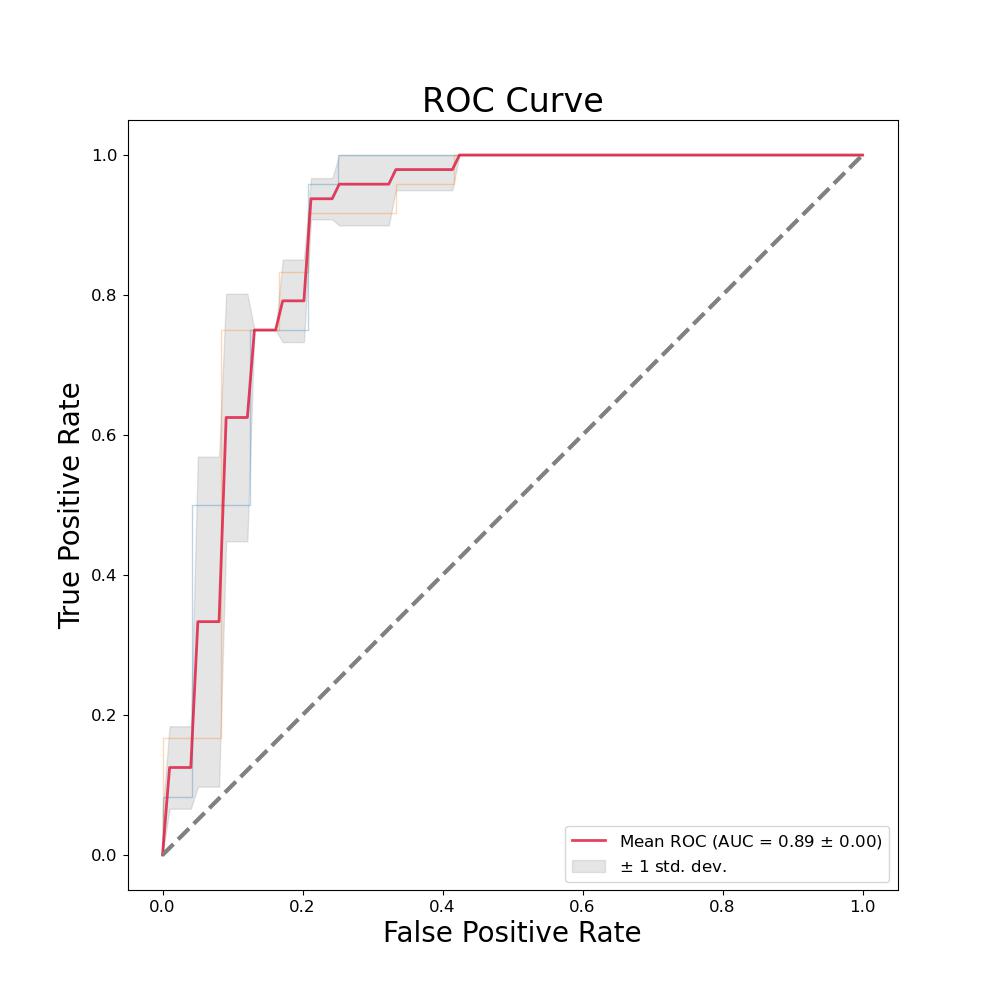 ROC Curve
True Positive Rate
1.0
0.8
0.6
0.4
0.2
0.0
Mean ROC (AUC = 0.89 ± 0.00)
± 1 std. dev.
0.0 0.2 0.4 0.6 0.8 1.0
False Positive Rate